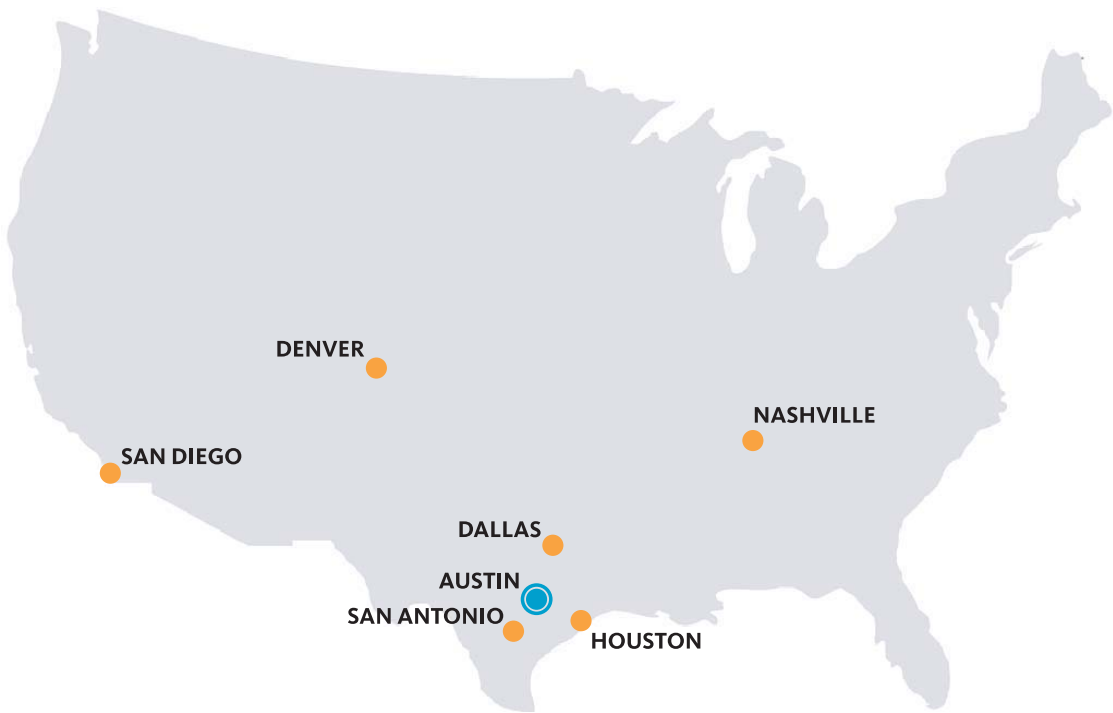 DENVER
NASHVILLE
SAN DIEGO
DALLAS
AUSTIN
SAN ANTONIO
HOUSTON